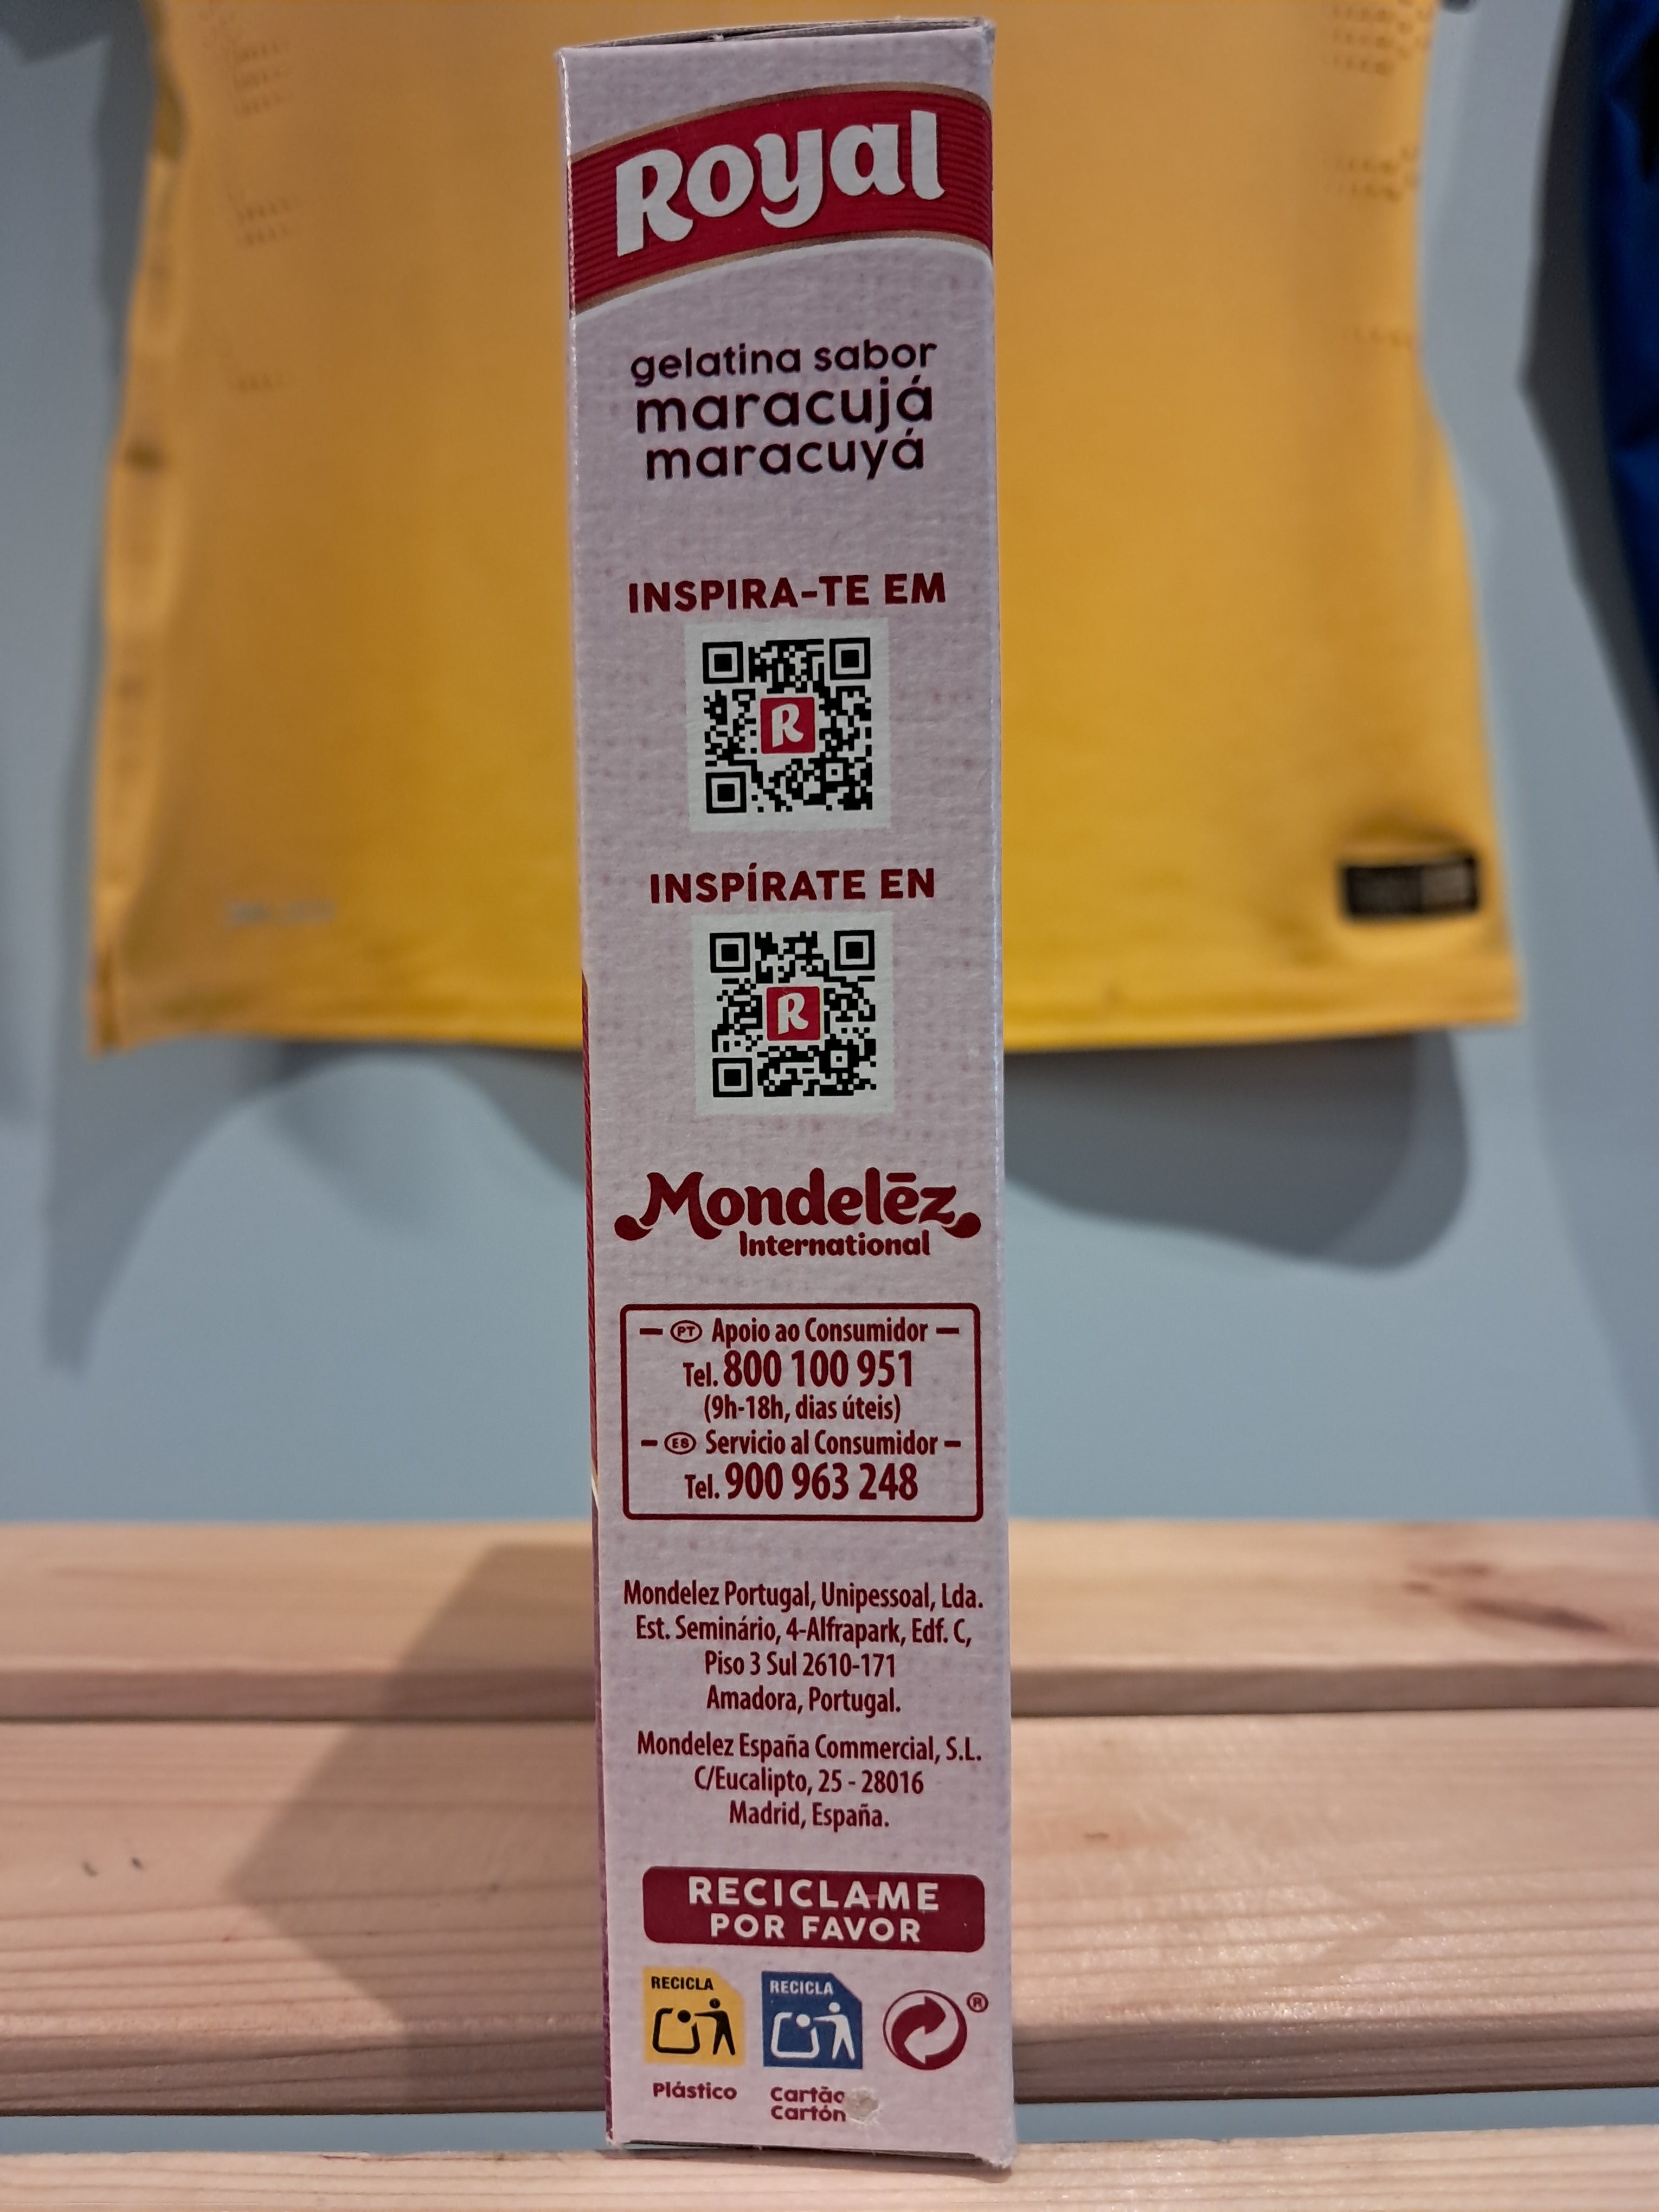 Royal
gelatina sabor
maracujá
maracuyá
INSPIRA-TE EM
R
INSPÍRATE EN
R
Mondelēz
International
PT Apoio ao Consumidor
Tel. 800 100 951
(9h-18h, dias úteis)
ES Servicio al Consumidor
Tel. 900 963 248
Mondelez Portugal, Unipessoal, Lda.
Est. Seminário, 4-Alfrapark, Edf. C,
Piso 3 Sul 2610-171
Amadora, Portugal.
Mondelez España Commercial, S.L.
C/Eucalipto, 25 - 28016
Madrid, España.
RECICLAME
POR FAVOR
RECICLA
RECICLA
®
Plástico
Cartão
Cartón